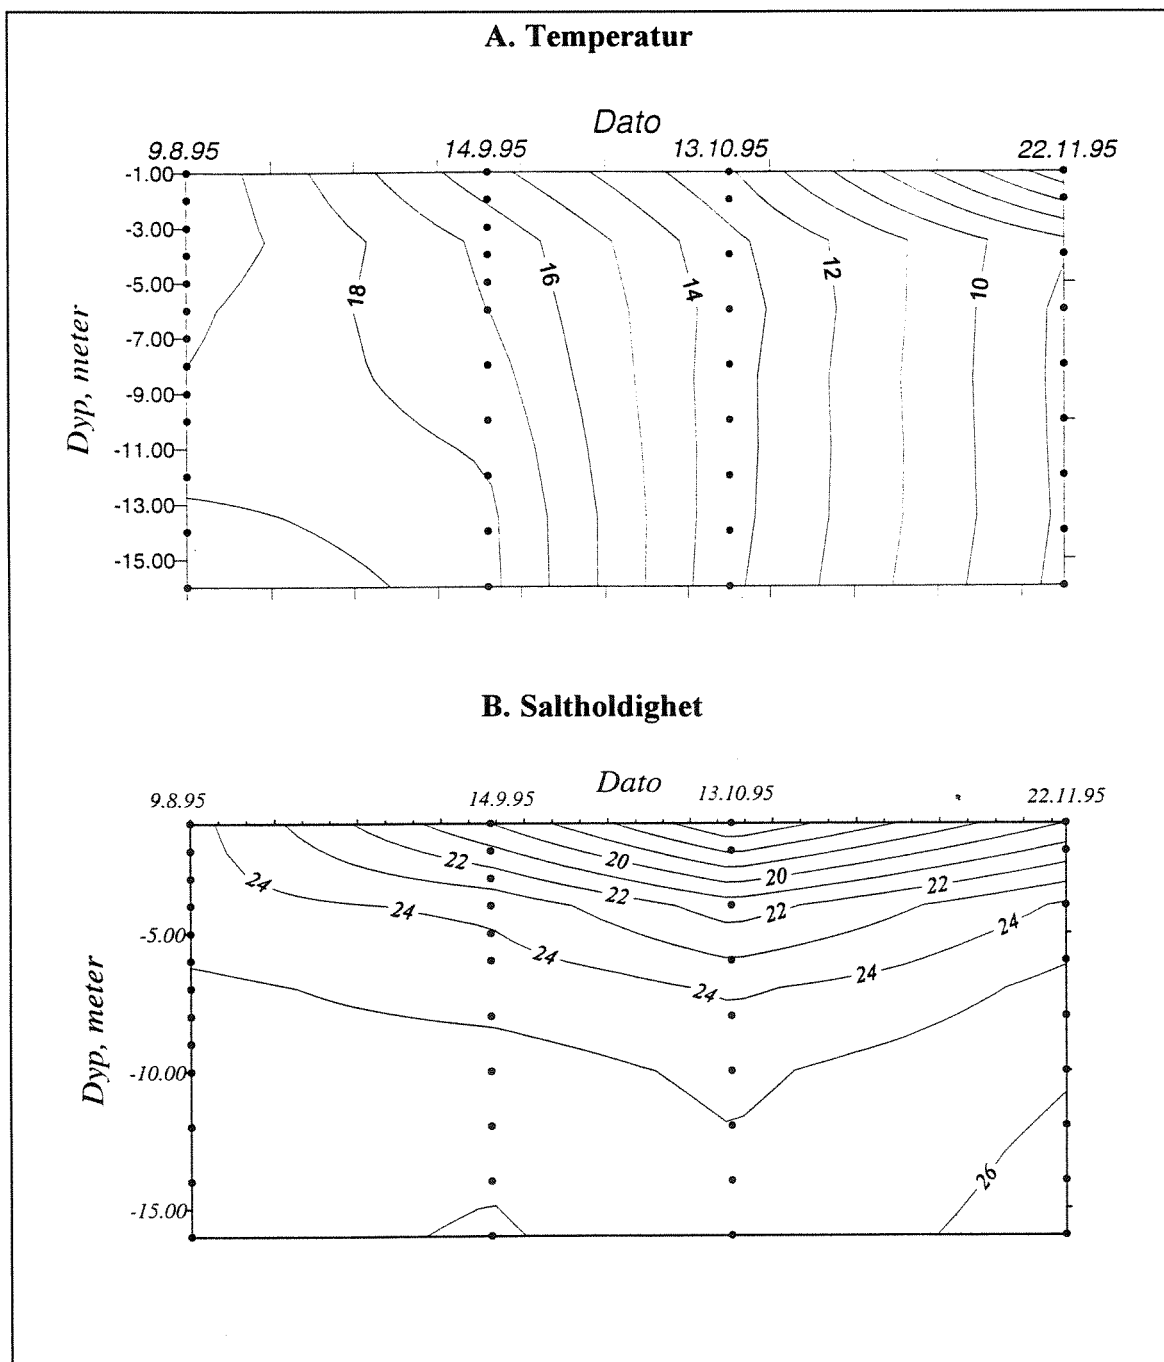 A. Temperatur
Dato
9.8.95 14.9.95 13.10.95 22.11.95
-1.00
-3.00
-5.00
-7.00
-9.00
-11.00
-13.00
-15.00
Dyp, meter
18 16 14 12 10
B. Saltholdighet
Dato
9.8.95 14.9.95 13.10.95 22.11.95
-5.00
-10.00
-15.00
Dyp, meter
22 20 20 22
24 24 22 22 24
24 24 24
26